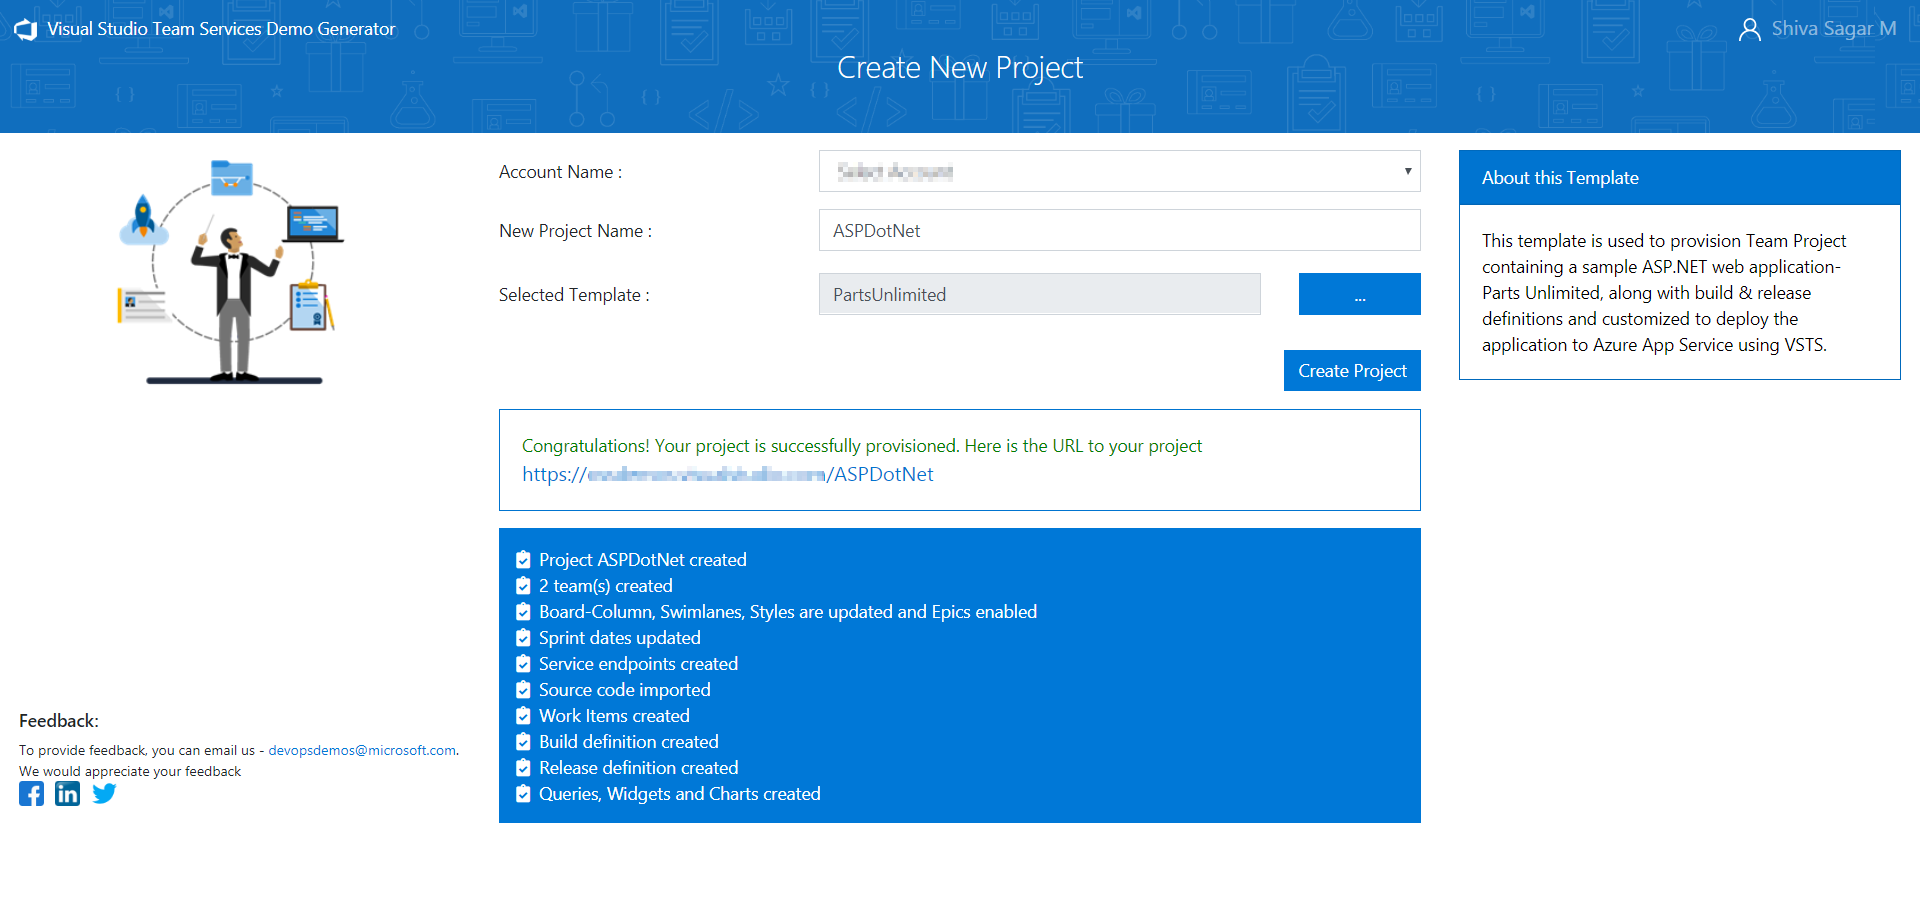 Visual Studio Team Services Demo Generator
Shiva Sagar M
Create New Project
Account Name :
New Project Name :
ASPDotNet
Selected Template :
PartsUnlimited
...
Create Project
Congratulations! Your project is successfully provisioned. Here is the URL to your project
https://
/ASPDotNet
Project ASPDotNet created
2 team(s) created
Board-Column, Swimlanes, Styles are updated and Epics enabled
Sprint dates updated
Service endpoints created
Source code imported
Work Items created
Build definition created
Release definition created
Queries, Widgets and Charts created
About this Template
This template is used to provision Team Project
containing a sample ASP.NET web application-
Parts Unlimited, along with build & release
definitions and customized to deploy the
application to Azure App Service using VSTS.
Feedback:
To provide feedback, you can email us - devopsdemos@microsoft.com.
We would appreciate your feedback